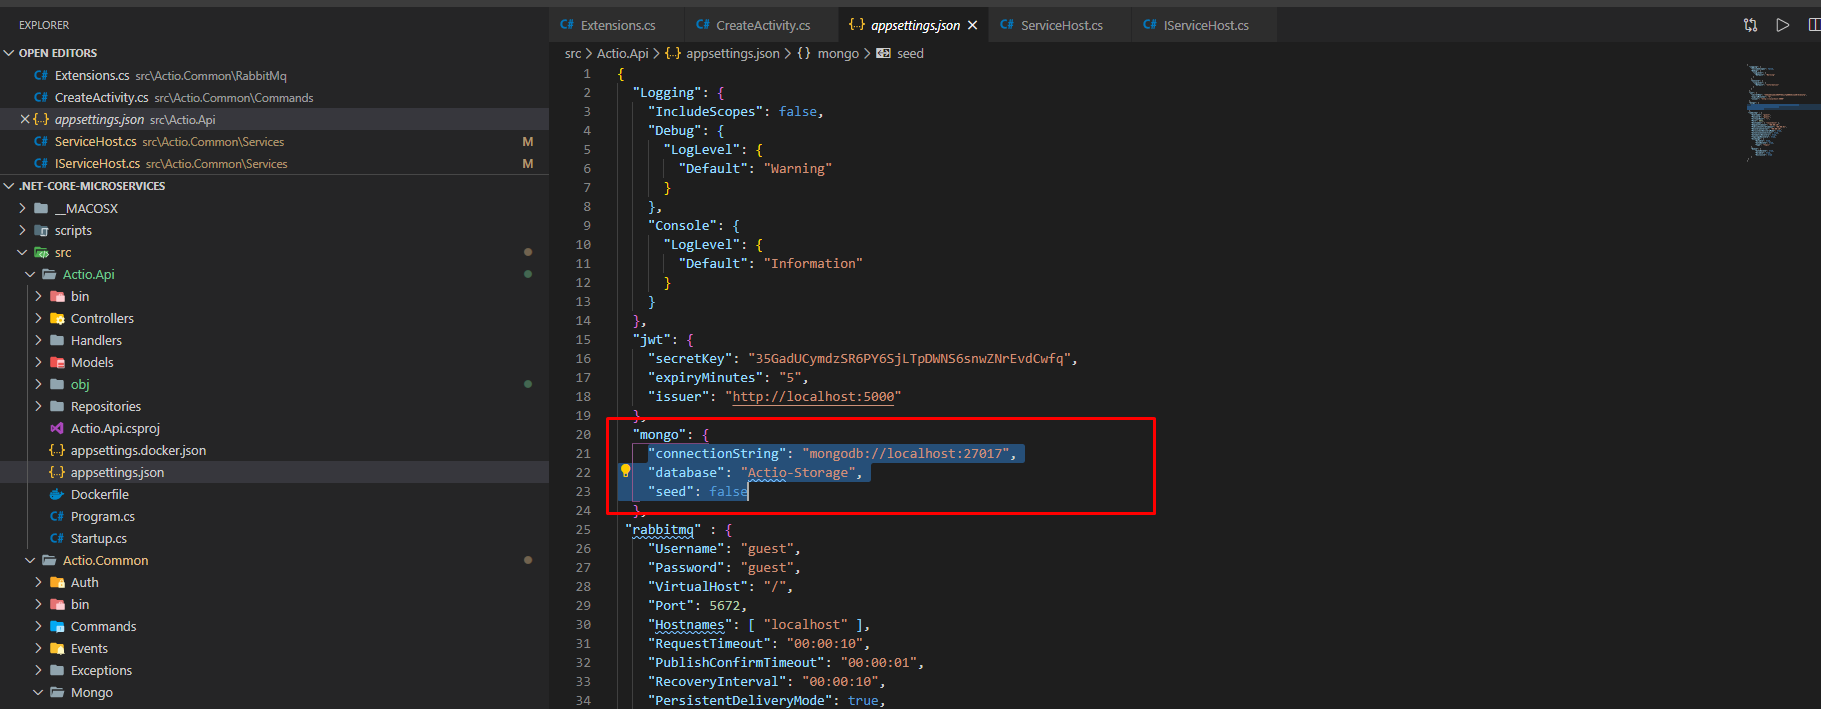 EXPLORER
OPEN EDITORS
Extensions.cs src\Actio.Common\RabbitMq
CreateActivity.cs src\Actio.Common\Commands
appsettings.json src\Actio.Api
ServiceHost.cs src\Actio.Common\Services M
IServiceHost.cs src\Actio.Common\Services M
.NET-CORE-MICROSERVICES
__MACOSX
scripts
src
Actio.Api
bin
Controllers
Handlers
Models
obj
Repositories
Actio.Api.csproj
appsettings.docker.json
appsettings.json
Dockerfile
Program.cs
Startup.cs
Actio.Common
Auth
bin
Commands
Events
Exceptions
Mongo
C# Extensions.cs C# CreateActivity.cs {} appsettings.json C# ServiceHost.cs C# IServiceHost.cs
src > Actio.Api > {} appsettings.json > {} mongo > seed
1 {
2 "Logging": {
3 "IncludeScopes": false,
4 "Debug": {
5 "LogLevel": {
6 "Default": "Warning"
7 }
8 },
9 "Console": {
10 "LogLevel": {
11 "Default": "Information"
12 }
13 }
14 },
15 "jwt": {
16 "secretKey": "35GadUCymdzSR6PY6SjLTpDWNS6snwZNrEvdCwfq",
17 "expiryMinutes": "5",
18 "issuer": "http://localhost:5000"
19 },
20 "mongo": {
21 "connectionString": "mongodb://localhost:27017",
22 "database": "Actio-Storage",
23 "seed": false
24 },
25 "rabbitmq" : {
26 "Username": "guest",
27 "Password": "guest",
28 "VirtualHost": "/",
29 "Port": 5672,
30 "Hostnames": [ "localhost" ],
31 "RequestTimeout": "00:00:10",
32 "PublishConfirmTimeout": "00:00:01",
33 "RecoveryInterval": "00:00:10",
34 "PersistentDeliveryMode": true,